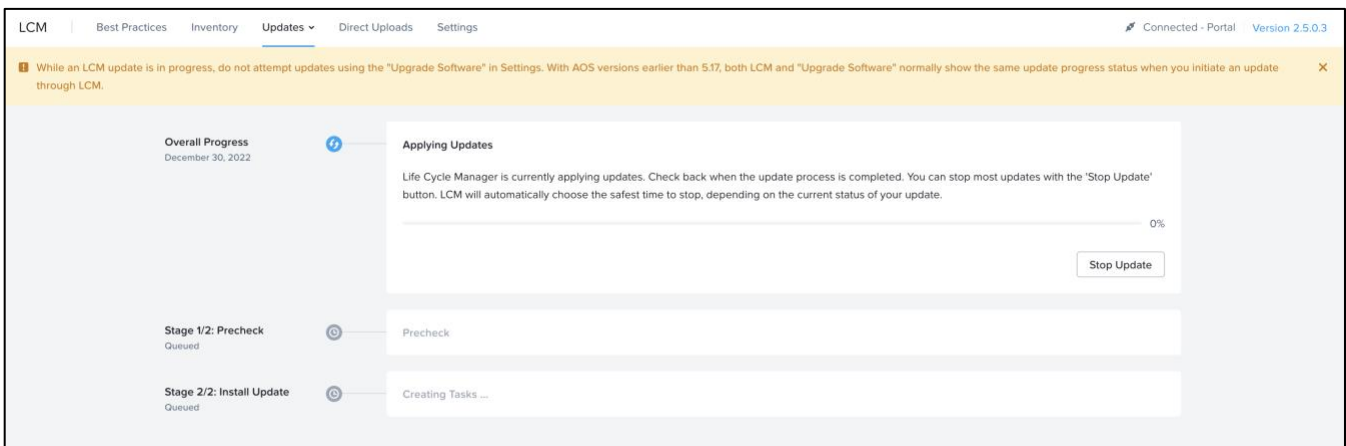 LCM Best Practices Inventory Updates Direct Uploads Settings Connected - Portal Version 2.5.0.3
While an LCM update is in progress, do not attempt updates using the "Upgrade Software" in Settings. With AOS versions earlier than 5.17, both LCM and "Upgrade Software" normally show the same update progress status when you initiate an update
through LCM.
Overall Progress
December 30, 2022
Applying Updates
Life Cycle Manager is currently applying updates. Check back when the update process is completed. You can stop most updates with the 'Stop Update'
button. LCM will automatically choose the safest time to stop, depending on the current status of your update.
0%
Stop Update
Stage 1/2: Precheck
Queued
Precheck
Stage 2/2: Install Update
Queued
Creating Tasks ...